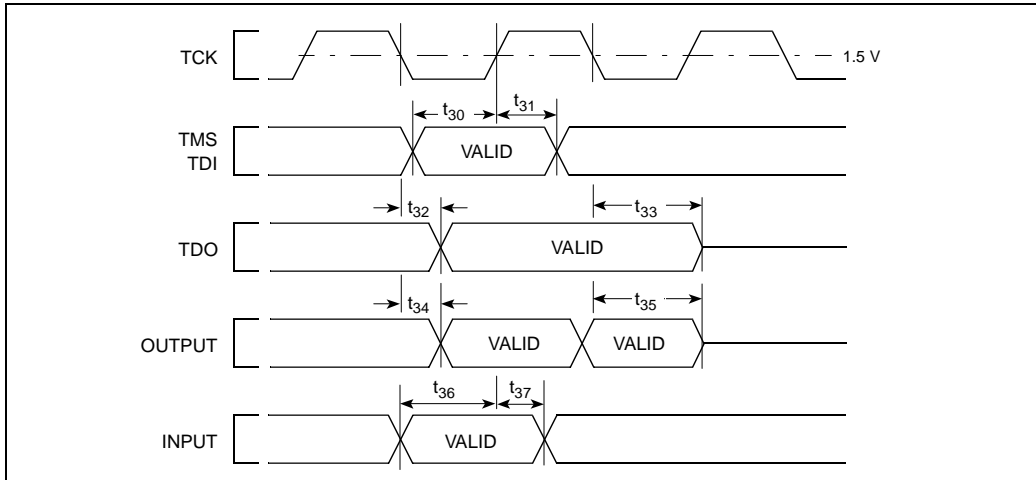 TCK
1.5 V
t30
t31
TMS
TDI
VALID
t32
t33
TDO
VALID
t34
t35
OUTPUT
VALID
VALID
t36
t37
INPUT
VALID